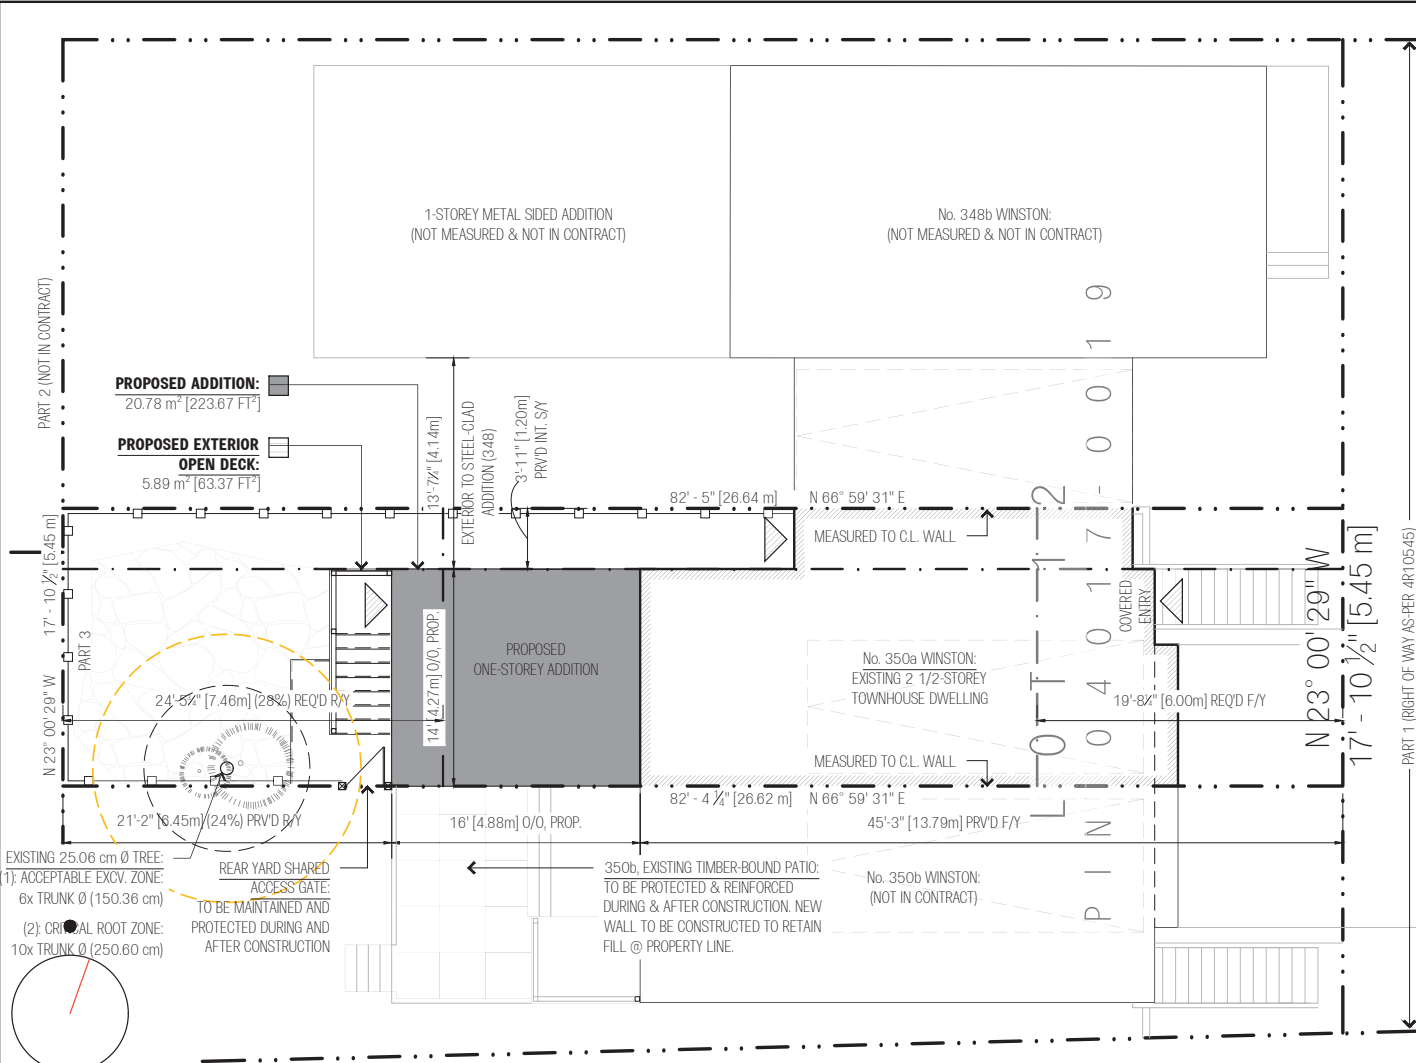 1-STOREY METAL SIDED ADDITION
(NOT MEASURED & NOT IN CONTRACT)
No. 348b WINSTON:
(NOT MEASURED & NOT IN CONTRACT)
PART 2 (NOT IN CONTRACT)
PROPOSED ADDITION:
20.78 m² [223.67 FT²]
PROPOSED EXTERIOR
OPEN DECK:
5.89 m² [63.37 FT²]
13'-7¼" [4.14m]
EXTERIOR TO STEEL-CLAD
ADDITION (348)
3'-11" [1.20m]
PRV'D INT. S/Y
82' - 5" [26.64 m]
N 66° 59' 31" E
MEASURED TO C.L. WALL
LOT 12
PIN 04017-0019
17' - 10 ½" [5.45 m]
N 23° 00' 29" W
PART 3
14' [4.27m] O/O, PROP.
PROPOSED
ONE-STOREY ADDITION
COVERED
ENTRY
No. 350a WINSTON:
EXISTING 2 1/2-STOREY
TOWNHOUSE DWELLING
N 23° 00' 29" W
17' - 10 ½" [5.45 m]
PART 1 (RIGHT OF WAY AS-PER 4R10545)
24'-5¾" [7.46m] (28%) REQ'D R/Y
19'-8¼" [6.00m] REQ'D F/Y
MEASURED TO C.L. WALL
82' - 4 ¼" [26.62 m]
N 66° 59' 31" E
21'-2" [6.45m] (24%) PRV'D R/Y
16' [4.88m] O/O, PROP.
45'-3" [13.79m] PRV'D F/Y
EXISTING 25.06 cm Ø TREE:
(1): ACCEPTABLE EXCV. ZONE:
6x TRUNK Ø (150.36 cm)
(2): CRITICAL ROOT ZONE:
10x TRUNK Ø (250.60 cm)
REAR YARD SHARED
ACCESS GATE:
TO BE MAINTAINED AND
PROTECTED DURING AND
AFTER CONSTRUCTION
350b, EXISTING TIMBER-BOUND PATIO:
TO BE PROTECTED & REINFORCED
DURING & AFTER CONSTRUCTION. NEW
WALL TO BE CONSTRUCTED TO RETAIN
FILL @ PROPERTY LINE.
No. 350b WINSTON:
(NOT IN CONTRACT)